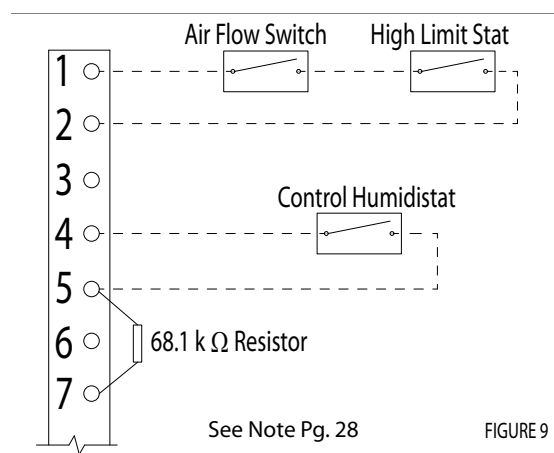 Air Flow Switch High Limit Stat
1
2
3
Control Humidistat
4
5
6 68.1 k Ω Resistor
7
See Note Pg. 28 FIGURE 9